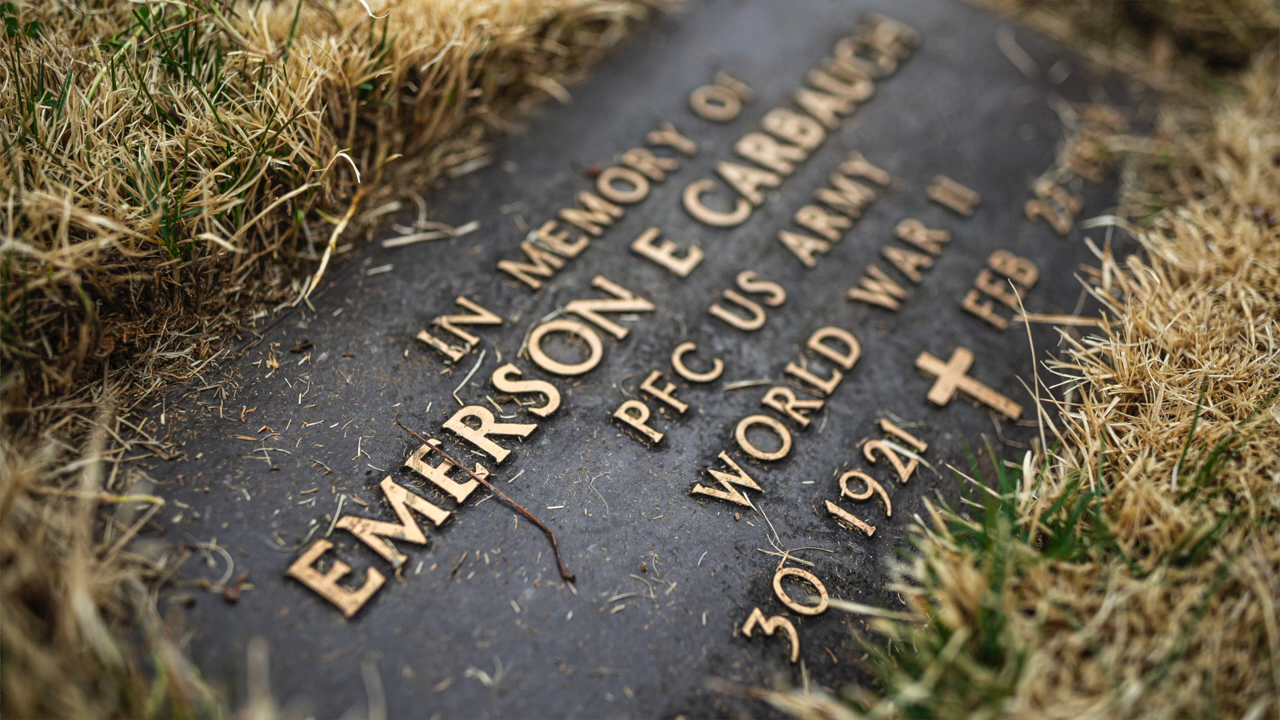 IN MEMORY OF
EMERSON E CARBAUGH
PFC US ARMY
WORLD WAR II
30 1921 FEB